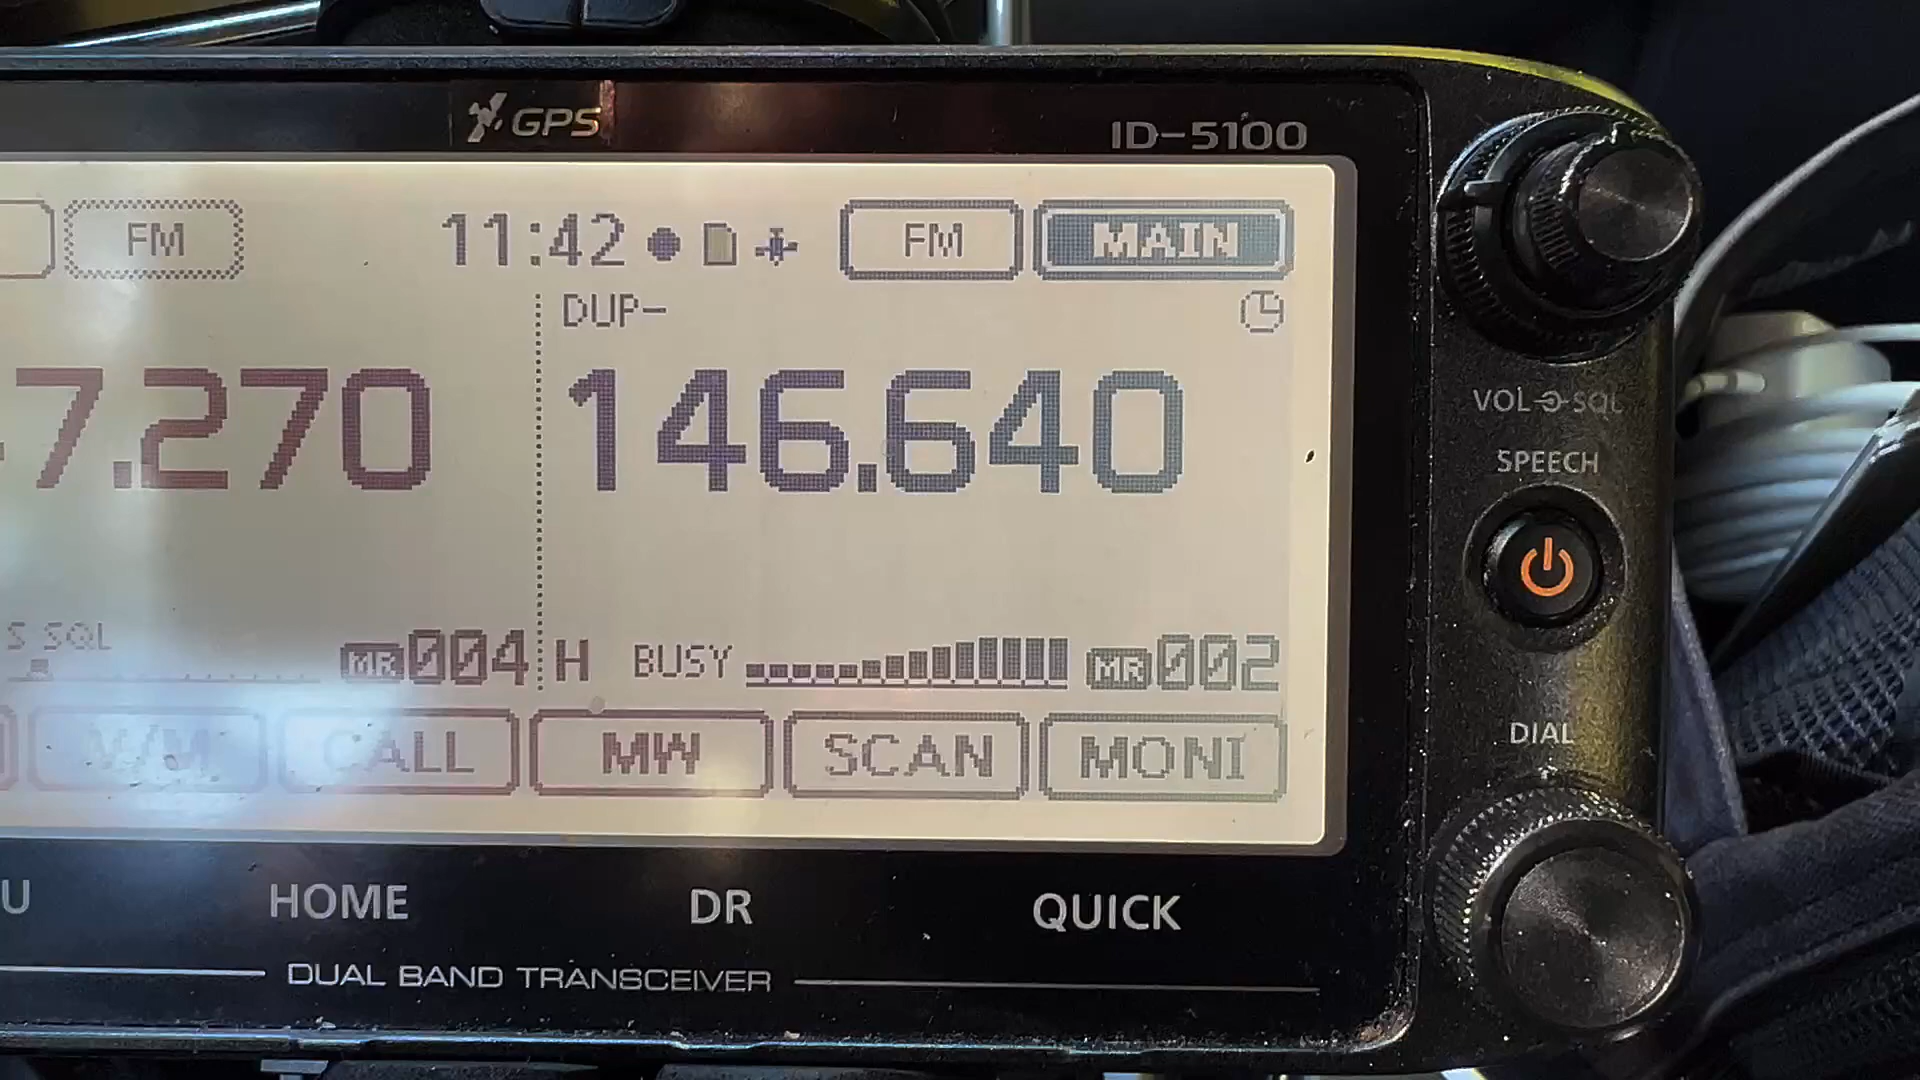 GPS
ID-5100
FM
11:42
FM
MAIN
DUP-
7.270
146.640
VOL SQL
SPEECH
S SQL
MR 004
H
BUSY
MR 002
V/M
CALL
MW
SCAN
MONI
DIAL
U
HOME
DR
QUICK
DUAL BAND TRANSCEIVER